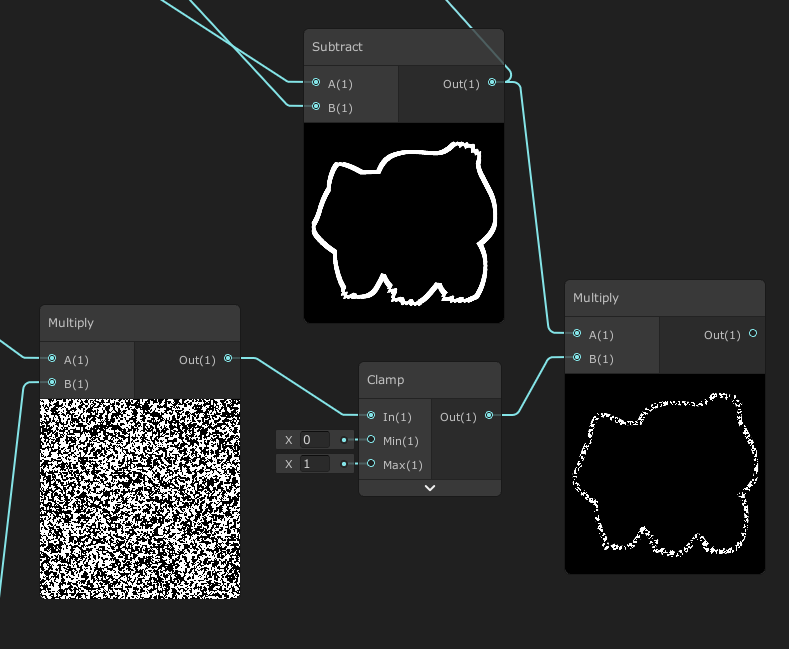 Subtract
A(1)
Out(1)
B(1)
Multiply
A(1)
Out(1)
B(1)
Multiply
A(1)
Out(1)
B(1)
Clamp
In(1)
Out(1)
X 0
Min(1)
X 1
Max(1)